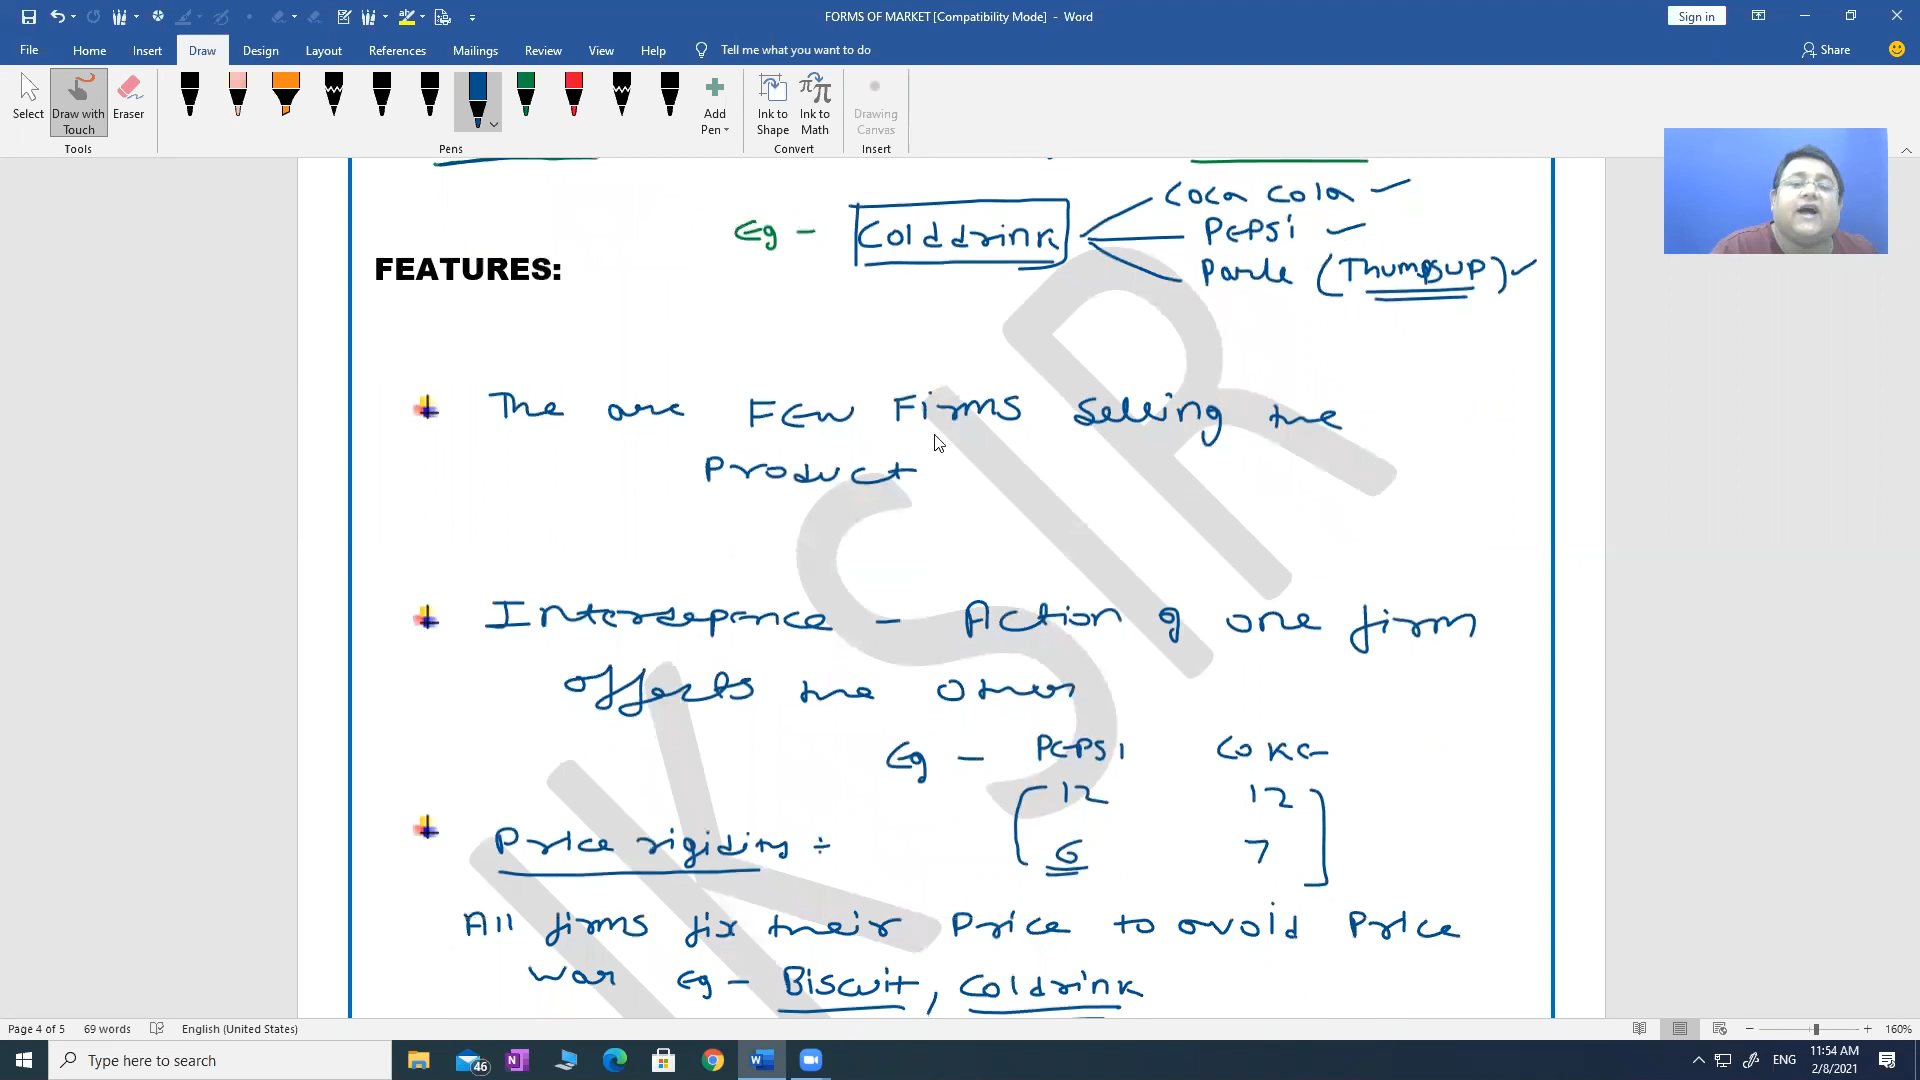 FORMS OF MARKET [Compatibility Mode] - Word
Sign in
File Home Insert Draw Design Layout References Mailings Review View Help Tell me what you want to do
Share
Select
Draw with Touch
Eraser
Add Pen
Ink to Shape
Ink to Math
Drawing Canvas
Tools
Pens
Convert
Insert
Coca Cola
Eg - Colddrink
PEPSI
Parle (Thumpsup)
FEATURES:
The are FEW Firms Selling the
Product
Interdepence - Action of one firm
affects the other
Eg - PEPSI COKE
12 12
Price rigidity ÷
6 7
All firms fix their Price to avoid Price
war Eg - Biscuit, Coldrink
IK SIR
Page 4 of 5 69 words English (United States)
160%
Type here to search
46
ENG
11:54 AM
2/8/2021